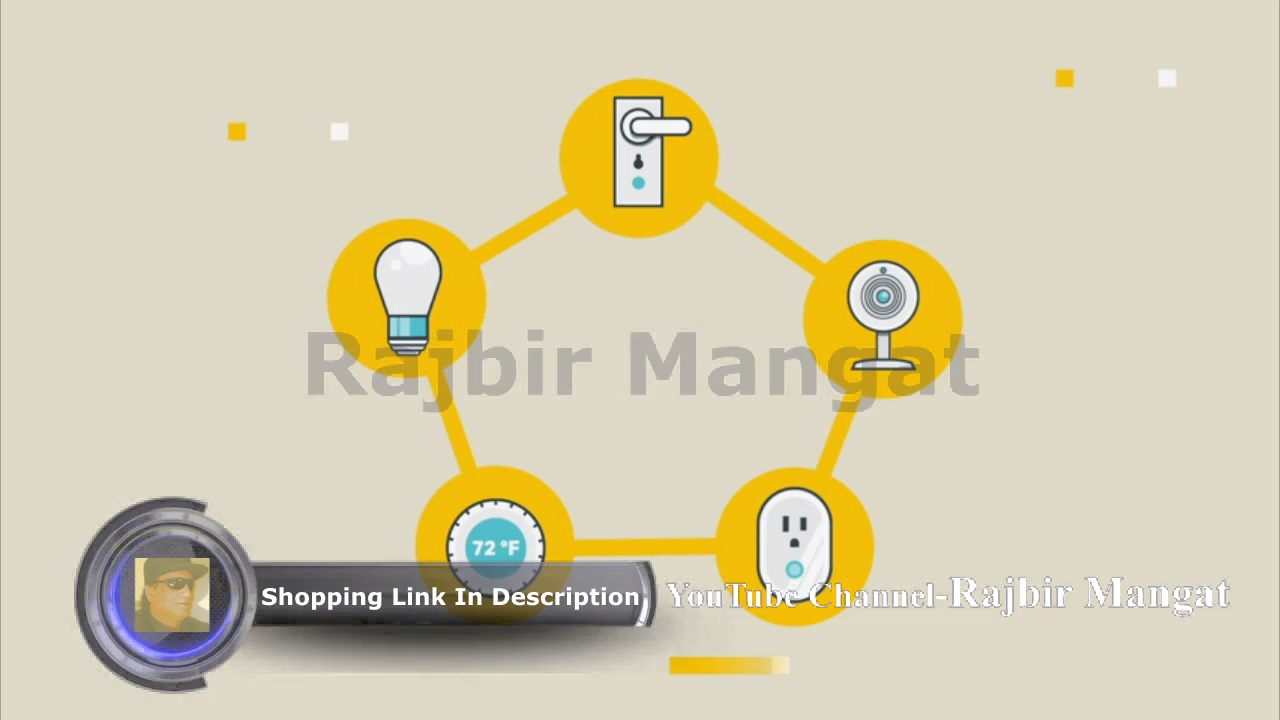 Rajbir Mangat
72 °F
Shopping Link In Description
YouTube Channel-Rajbir Mangat